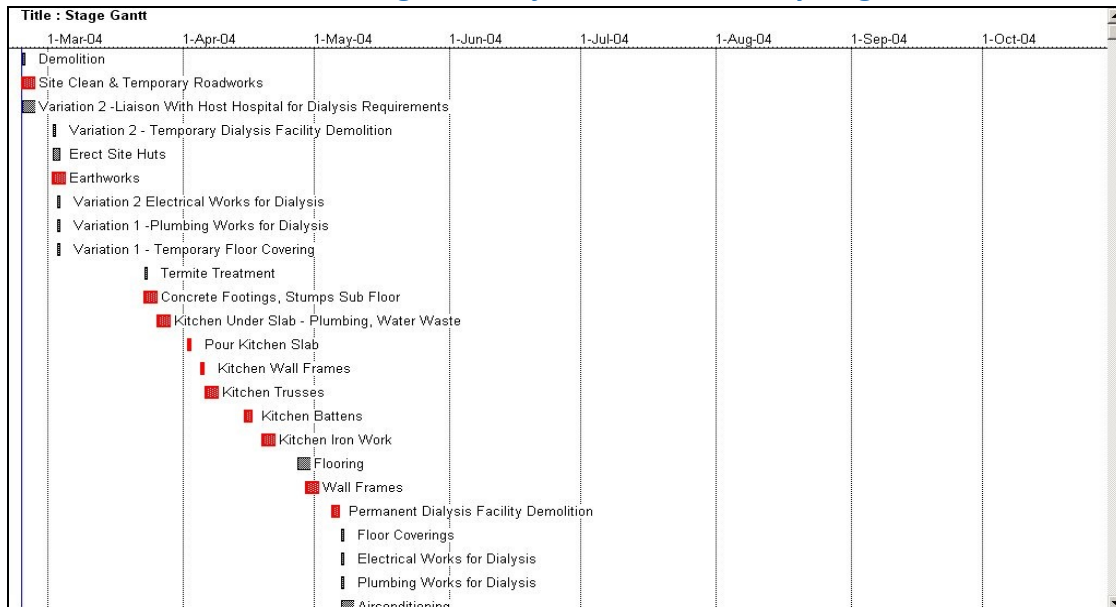 Title : Stage Gantt
1-Mar-04 1-Apr-04 1-May-04 1-Jun-04 1-Jul-04 1-Aug-04 1-Sep-04 1-Oct-04
Demolition
Site Clean & Temporary Roadworks
Variation 2 -Liaison With Host Hospital for Dialysis Requirements
Variation 2 - Temporary Dialysis Facility Demolition
Erect Site Huts
Earthworks
Variation 2 Electrical Works for Dialysis
Variation 1 -Plumbing Works for Dialysis
Variation 1 - Temporary Floor Covering
Termite Treatment
Concrete Footings, Stumps Sub Floor
Kitchen Under Slab - Plumbing, Water Waste
Pour Kitchen Slab
Kitchen Wall Frames
Kitchen Trusses
Kitchen Battens
Kitchen Iron Work
Flooring
Wall Frames
Permanent Dialysis Facility Demolition
Floor Coverings
Electrical Works for Dialysis
Plumbing Works for Dialysis
Airconditioning